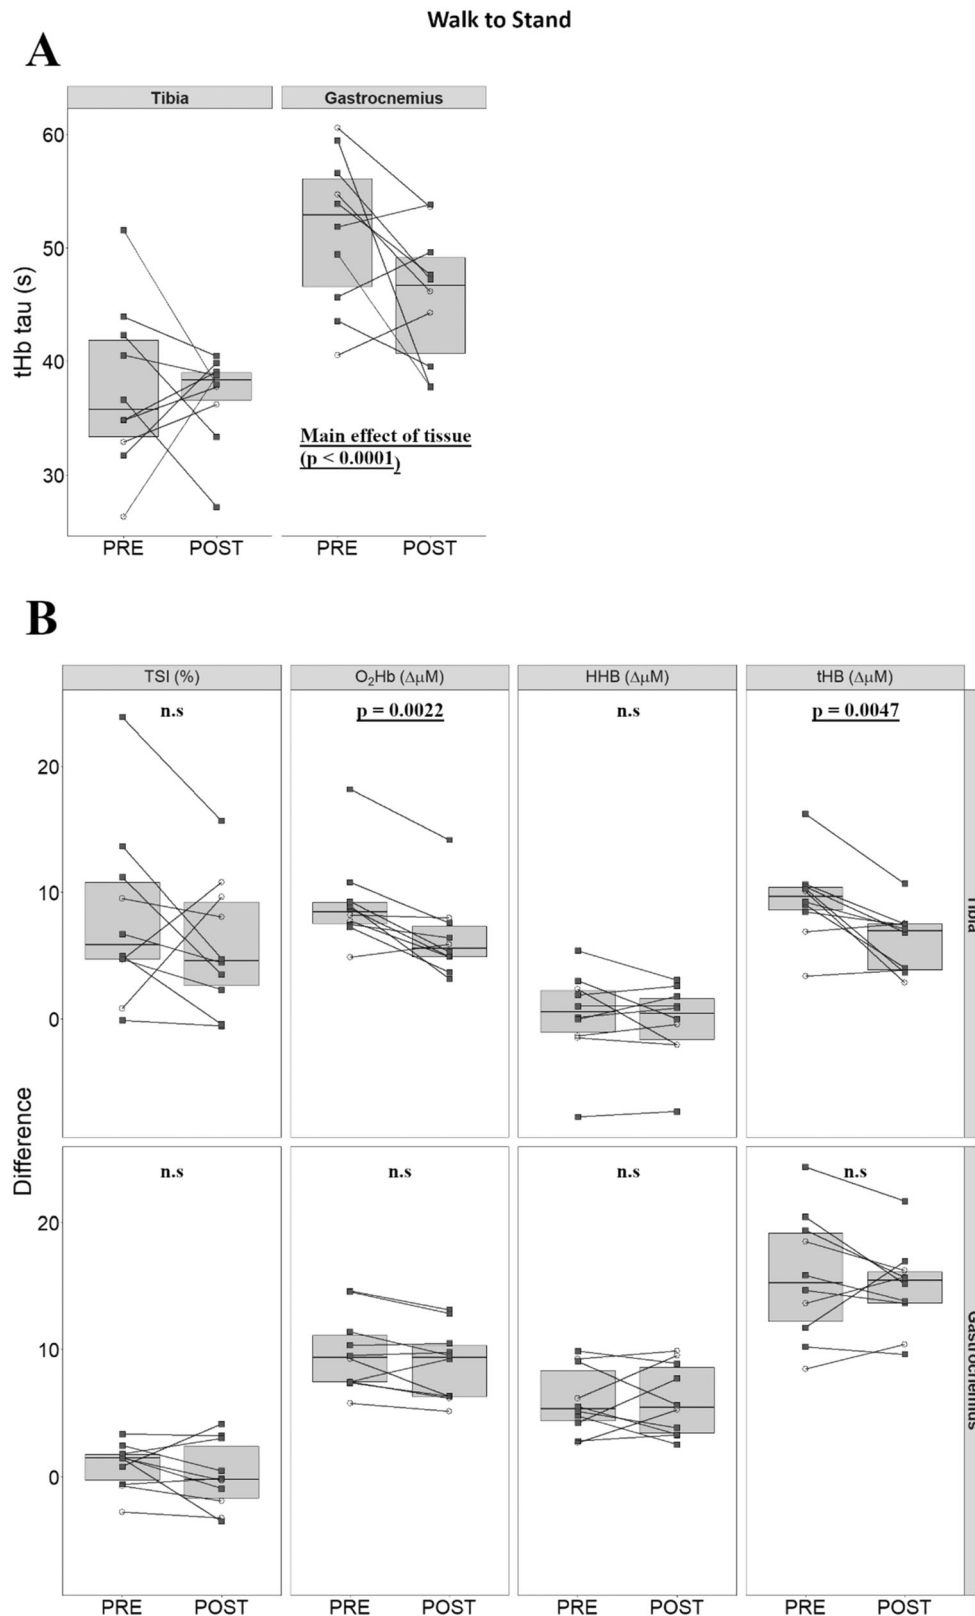 Walk to Stand
A
Tibia
Gastrocnemius
tHb tau (s)
60
50
40
30
Main effect of tissue
(p < 0.0001)
PRE
POST
PRE
POST
B
TSI (%)
O₂Hb (ΔμM)
HHB (ΔμM)
tHB (ΔμM)
n.s
p = 0.0022
n.s
p = 0.0047
Tibia
20
10
0
Difference
n.s
n.s
n.s
n.s
Gastrocnemius
20
10
0
PRE
POST
PRE
POST
PRE
POST
PRE
POST